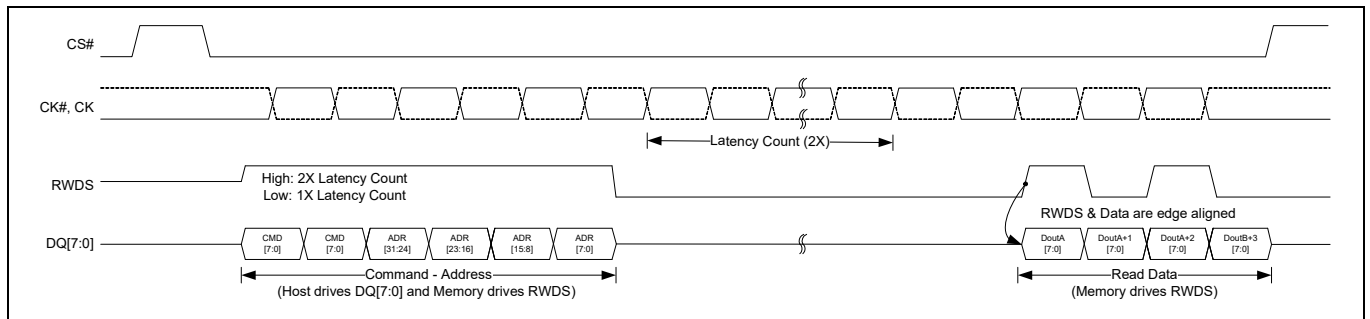 CS#
CK#, CK
Latency Count (2X)
RWDS
High: 2X Latency Count
Low: 1X Latency Count
RWDS & Data are edge aligned
DQ[7:0]
CMD
[7:0]
CMD
[7:0]
ADR
[31:24]
ADR
[23:16]
ADR
[15:8]
ADR
[7:0]
DoutA
[7:0]
DoutA+1
[7:0]
DoutA+2
[7:0]
DoutB+3
[7:0]
Command - Address
(Host drives DQ[7:0] and Memory drives RWDS)
Read Data
(Memory drives RWDS)